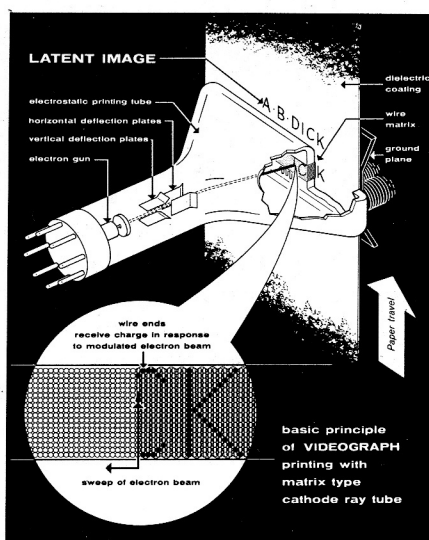 LATENT IMAGE
A·B·DICK
dielectric
coating
electrostatic printing tube
horizontal deflection plates
vertical deflection plates
electron gun
wire
matrix
ground
plane
K
Paper travel
wire ends
receive charge in response
to modulated electron beam
CK
sweep of electron beam
basic principle
of VIDEOGRAPH
printing with
matrix type
cathode ray tube